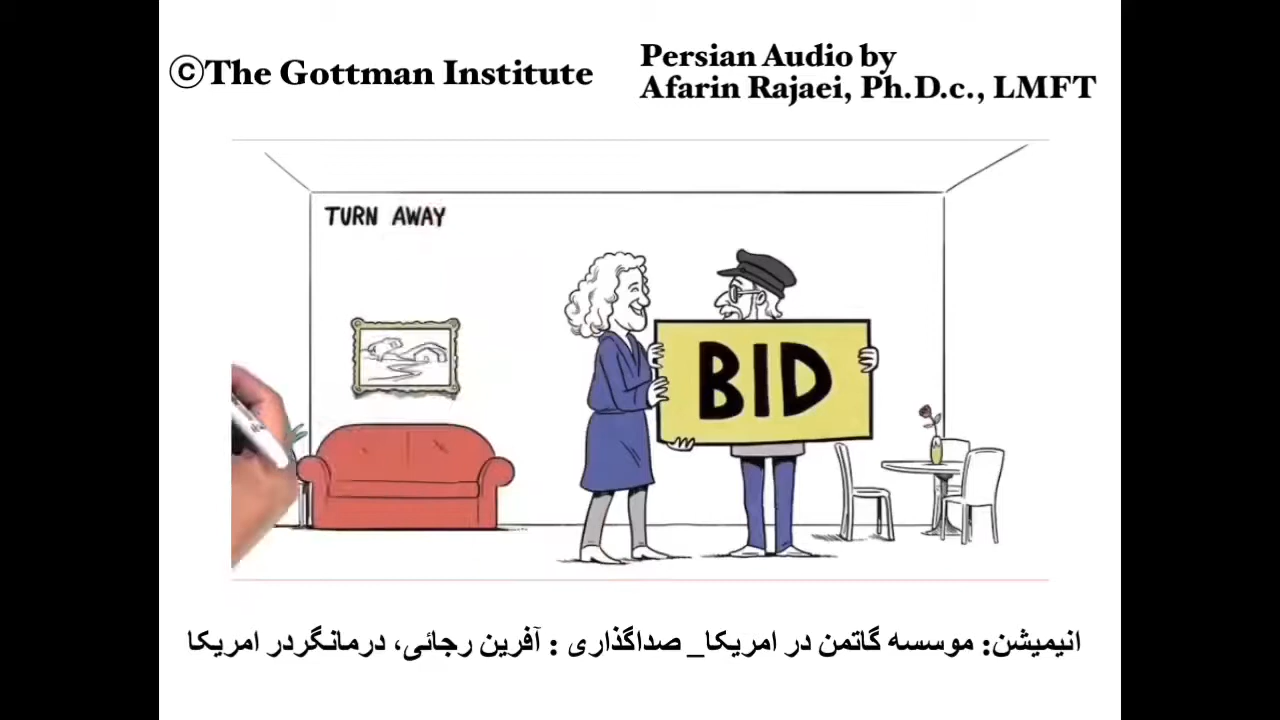 ©The Gottman Institute
Persian Audio by
Afarin Rajaei, Ph.D.c., LMFT
TURN AWAY
BID
انیمیشن: موسسه گاتمن در امریکا_ صداگذاری : آفرین رجائی، درمانگردر امریکا